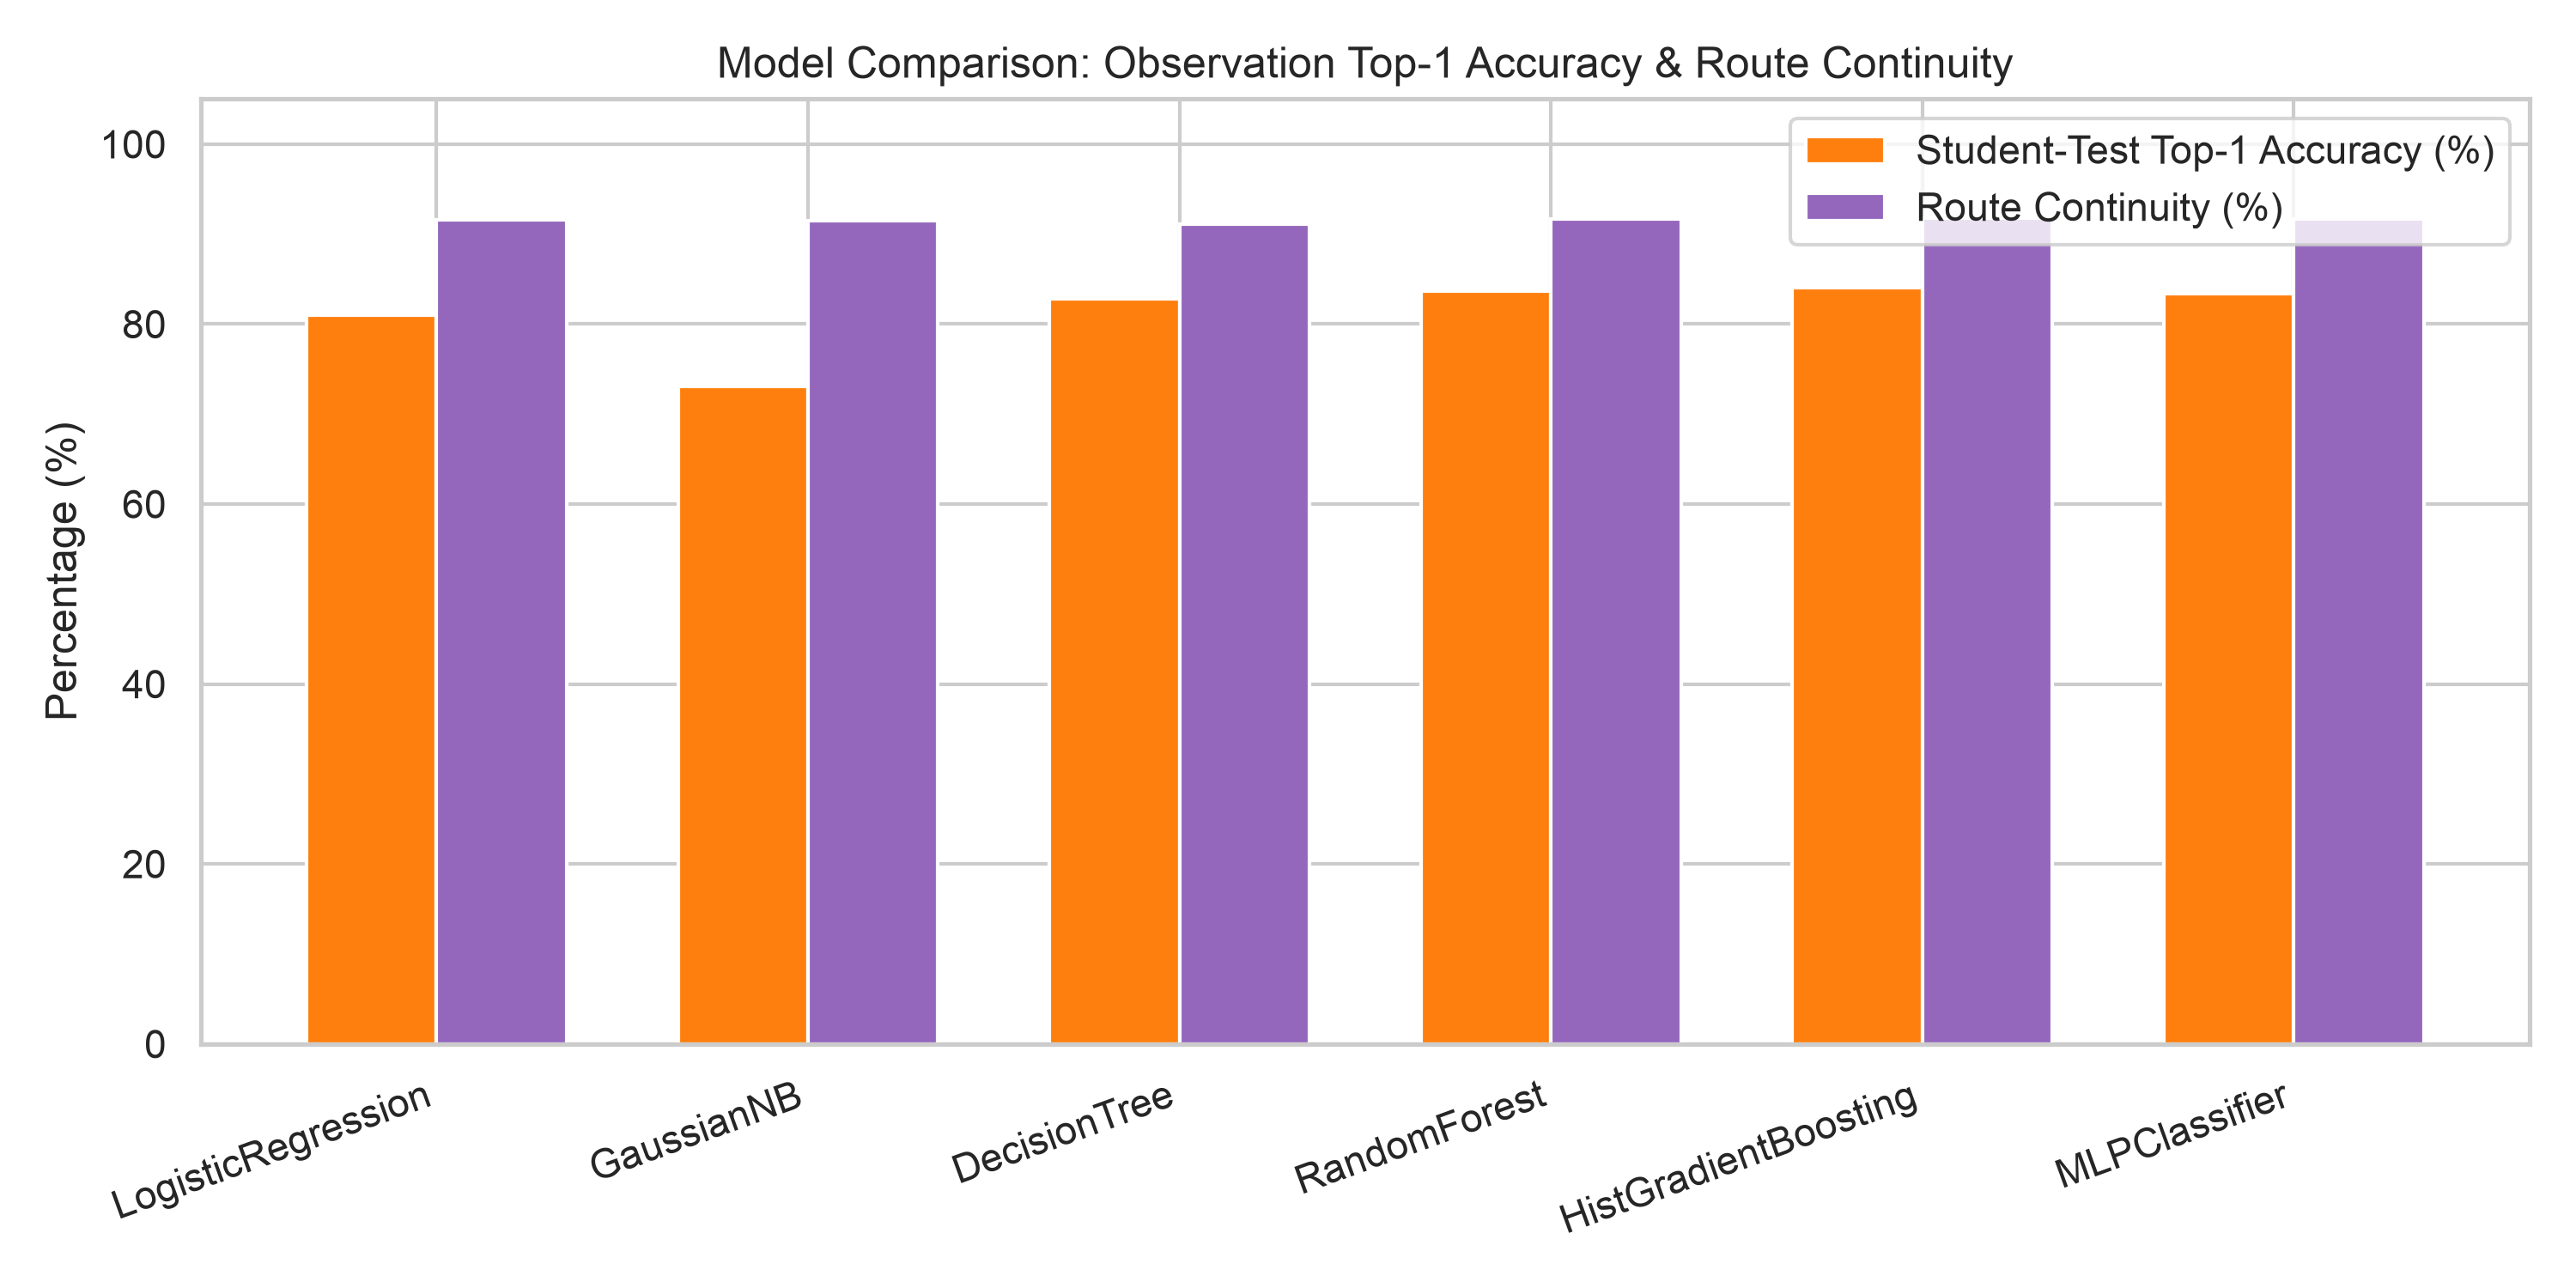 Model Comparison: Observation Top-1 Accuracy & Route Continuity
Student-Test Top-1 Accuracy (%)
Route Continuity (%)
Percentage (%)
100
80
60
40
20
0
LogisticRegression
GaussianNB
DecisionTree
RandomForest
HistGradientBoosting
MLPClassifier